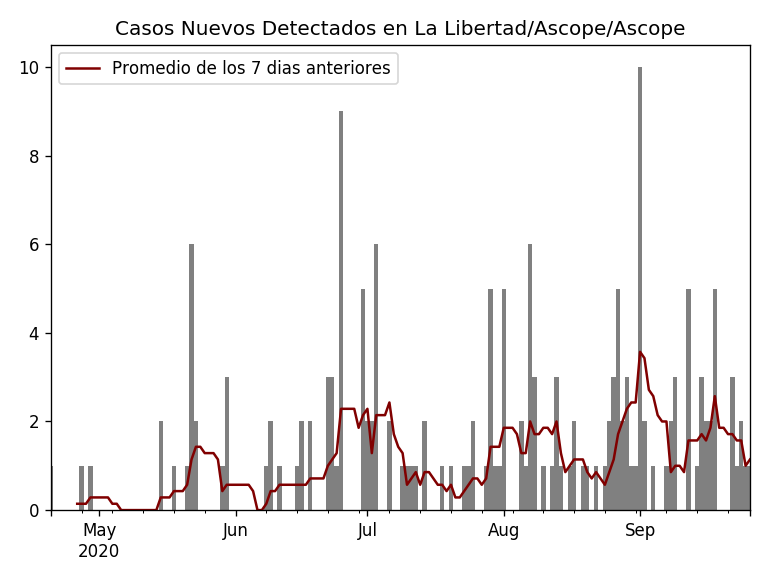 Casos Nuevos Detectados en La Libertad/Ascope/Ascope
Promedio de los 7 dias anteriores
10
8
6
4
2
0
May Jun Jul Aug Sep
2020